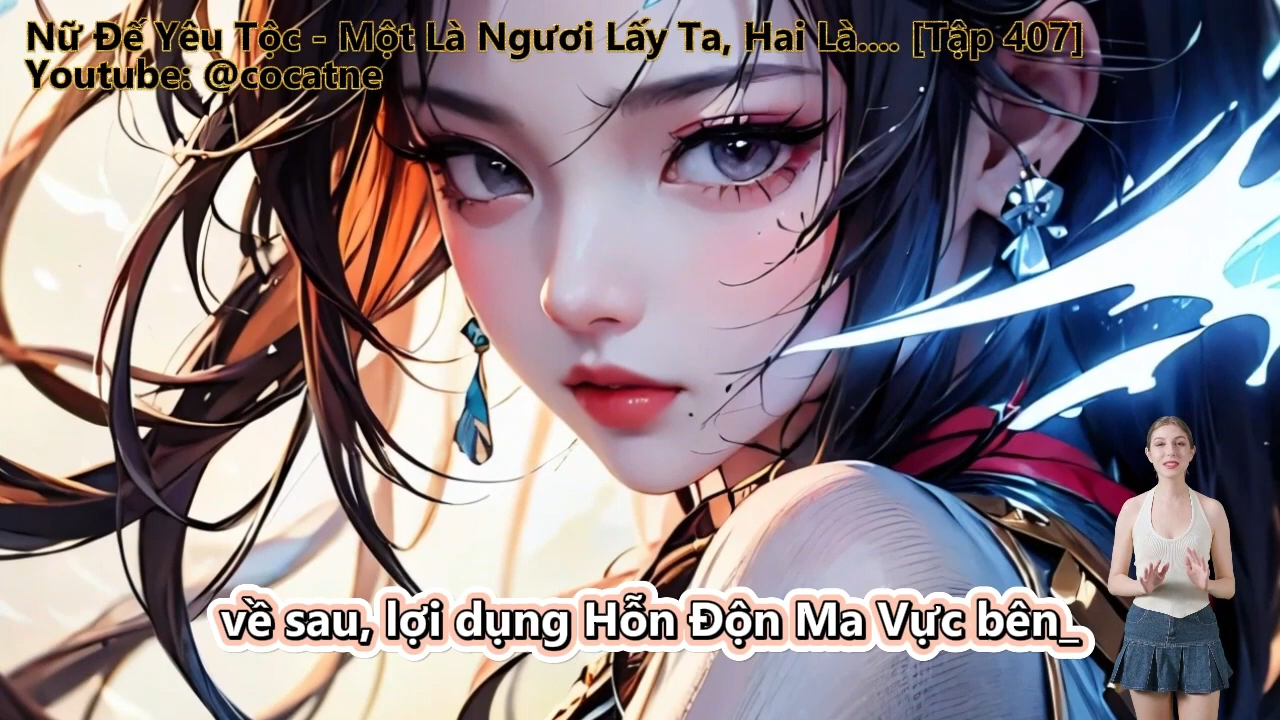 Nữ Đế Yêu Tộc - Một Là Ngươi Lấy Ta, Hai Là.... [Tập 407]
Youtube: @cocatne
về sau, lợi dụng Hỗn Độn Ma Vực bên_